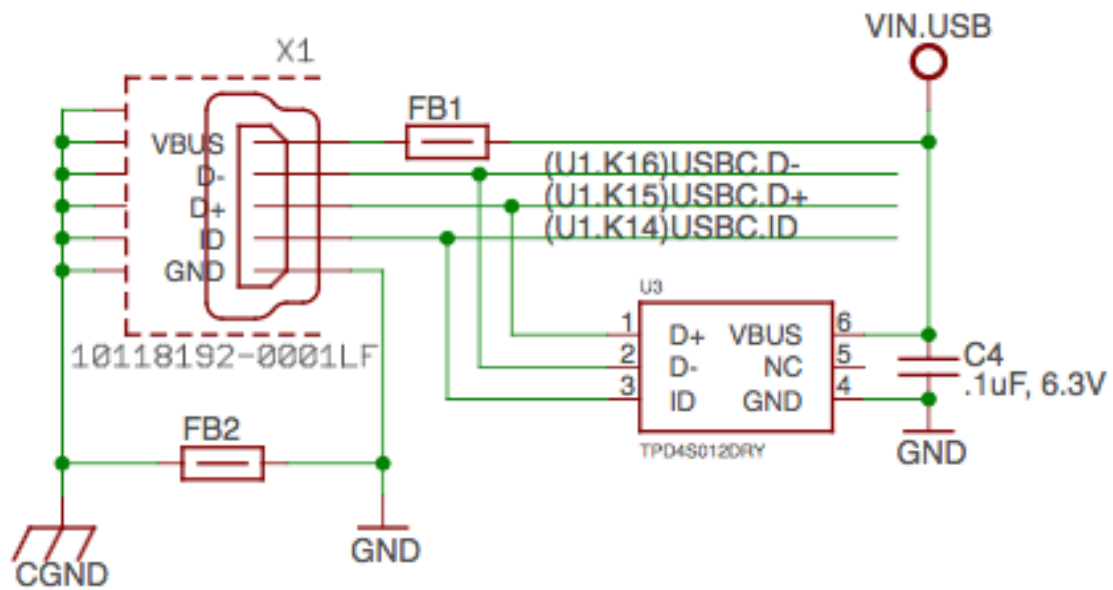 VIN.USB
X1
FB1
VBUS
D-
D+
ID
GND
(U1.K16)USBC.D-
(U1.K15)USBC.D+
(U1.K14)USBC.ID
10118192-0001LF
U3
1 D+ VBUS 6
2 D- NC 5
3 ID GND 4
TPD4S012DRY
C4
.1uF, 6.3V
GND
FB2
CGND
GND